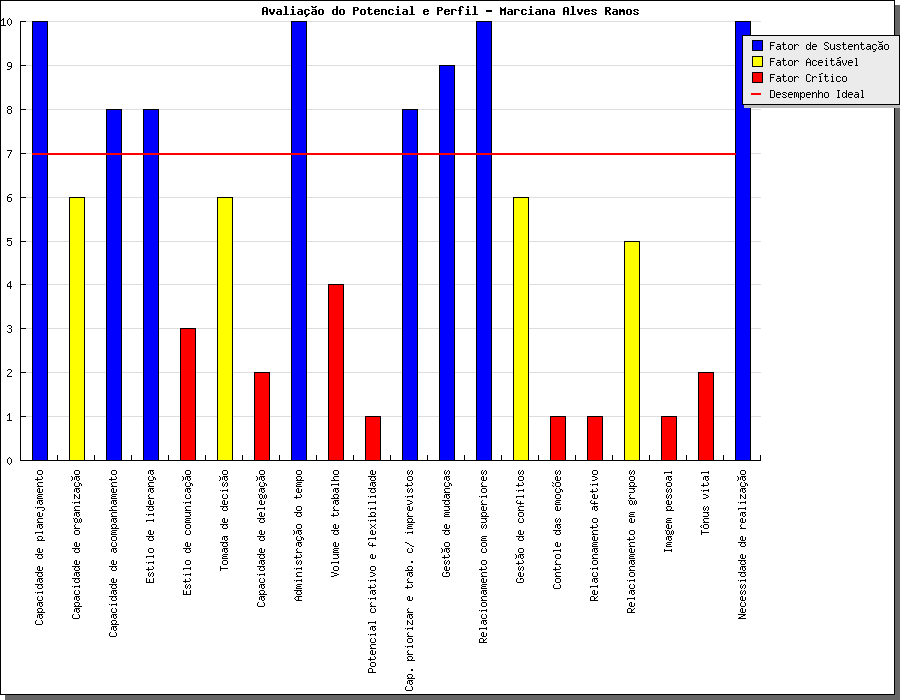 Avaliação do Potencial e Perfil - Marciana Alves Ramos
Fator de Sustentação
Fator Aceitável
Fator Crítico
Desempenho Ideal
10
9
8
7
6
5
4
3
2
1
0
Capacidade de planejamento
Capacidade de organização
Capacidade de acompanhamento
Estilo de liderança
Estilo de comunicação
Tomada de decisão
Capacidade de delegação
Administração do tempo
Volume de trabalho
Potencial criativo e flexibilidade
Cap. priorizar e trab. c/ imprevistos
Gestão de mudanças
Relacionamento com superiores
Gestão de conflitos
Controle das emoções
Relacionamento afetivo
Relacionamento em grupos
Imagem pessoal
Tônus vital
Necessidade de realização